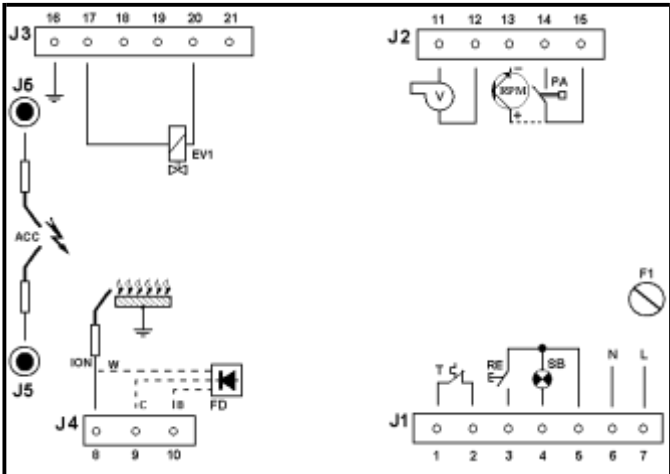 16 17 18 19 20 21
J3
11 12 13 14 15
J2
J6
V
RPM
PA
EV1
ACC
F1
ION
W
C
B
FD
J5
T
RE
SB
N
L
J4
8 9 10
J1
1 2 3 4 5 6 7